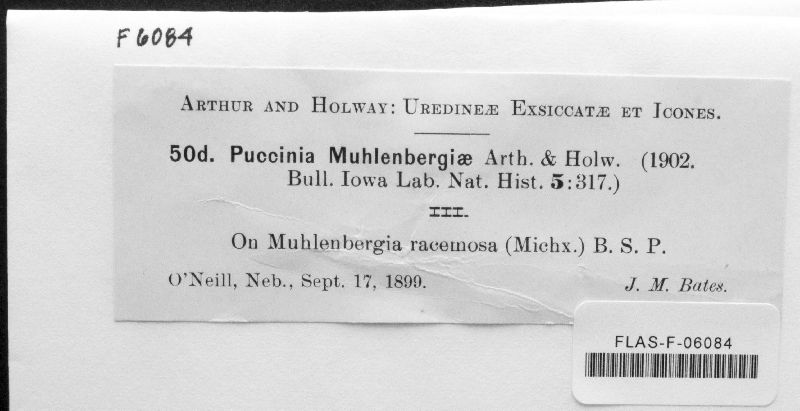 F6084
ARTHUR AND HOLWAY: UREDINEÆ EXSICCATÆ ET ICONES.
50d. Puccinia Muhlenbergiæ Arth. & Holw. (1902.
Bull. Iowa Lab. Nat. Hist. 5:317.)
III.
On Muhlenbergia racemosa (Michx.) B. S. P.
O'Neill, Neb., Sept. 17, 1899. J. M. Bates.
FLAS-F-06084